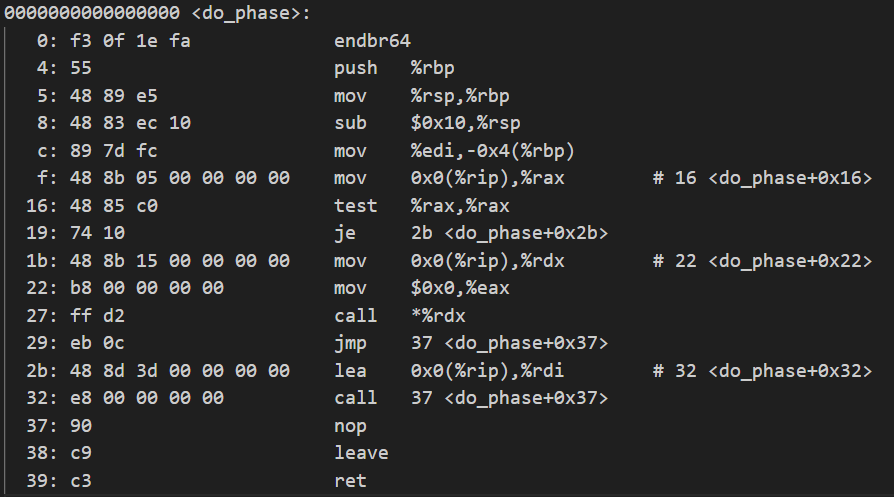 0000000000000000 <do_phase>:
   0: f3 0f 1e fa             endbr64
   4: 55                      push   %rbp
   5: 48 89 e5                mov    %rsp,%rbp
   8: 48 83 ec 10             sub    $0x10,%rsp
   c: 89 7d fc                mov    %edi,-0x4(%rbp)
   f: 48 8b 05 00 00 00 00    mov    0x0(%rip),%rax        # 16 <do_phase+0x16>
  16: 48 85 c0                test   %rax,%rax
  19: 74 10                   je     2b <do_phase+0x2b>
  1b: 48 8b 15 00 00 00 00    mov    0x0(%rip),%rdx        # 22 <do_phase+0x22>
  22: b8 00 00 00 00          mov    $0x0,%eax
  27: ff d2                   call   *%rdx
  29: eb 0c                   jmp    37 <do_phase+0x37>
  2b: 48 8d 3d 00 00 00 00    lea    0x0(%rip),%rdi        # 32 <do_phase+0x32>
  32: e8 00 00 00 00          call   37 <do_phase+0x37>
  37: 90                      nop
  38: c9                      leave
  39: c3                      ret